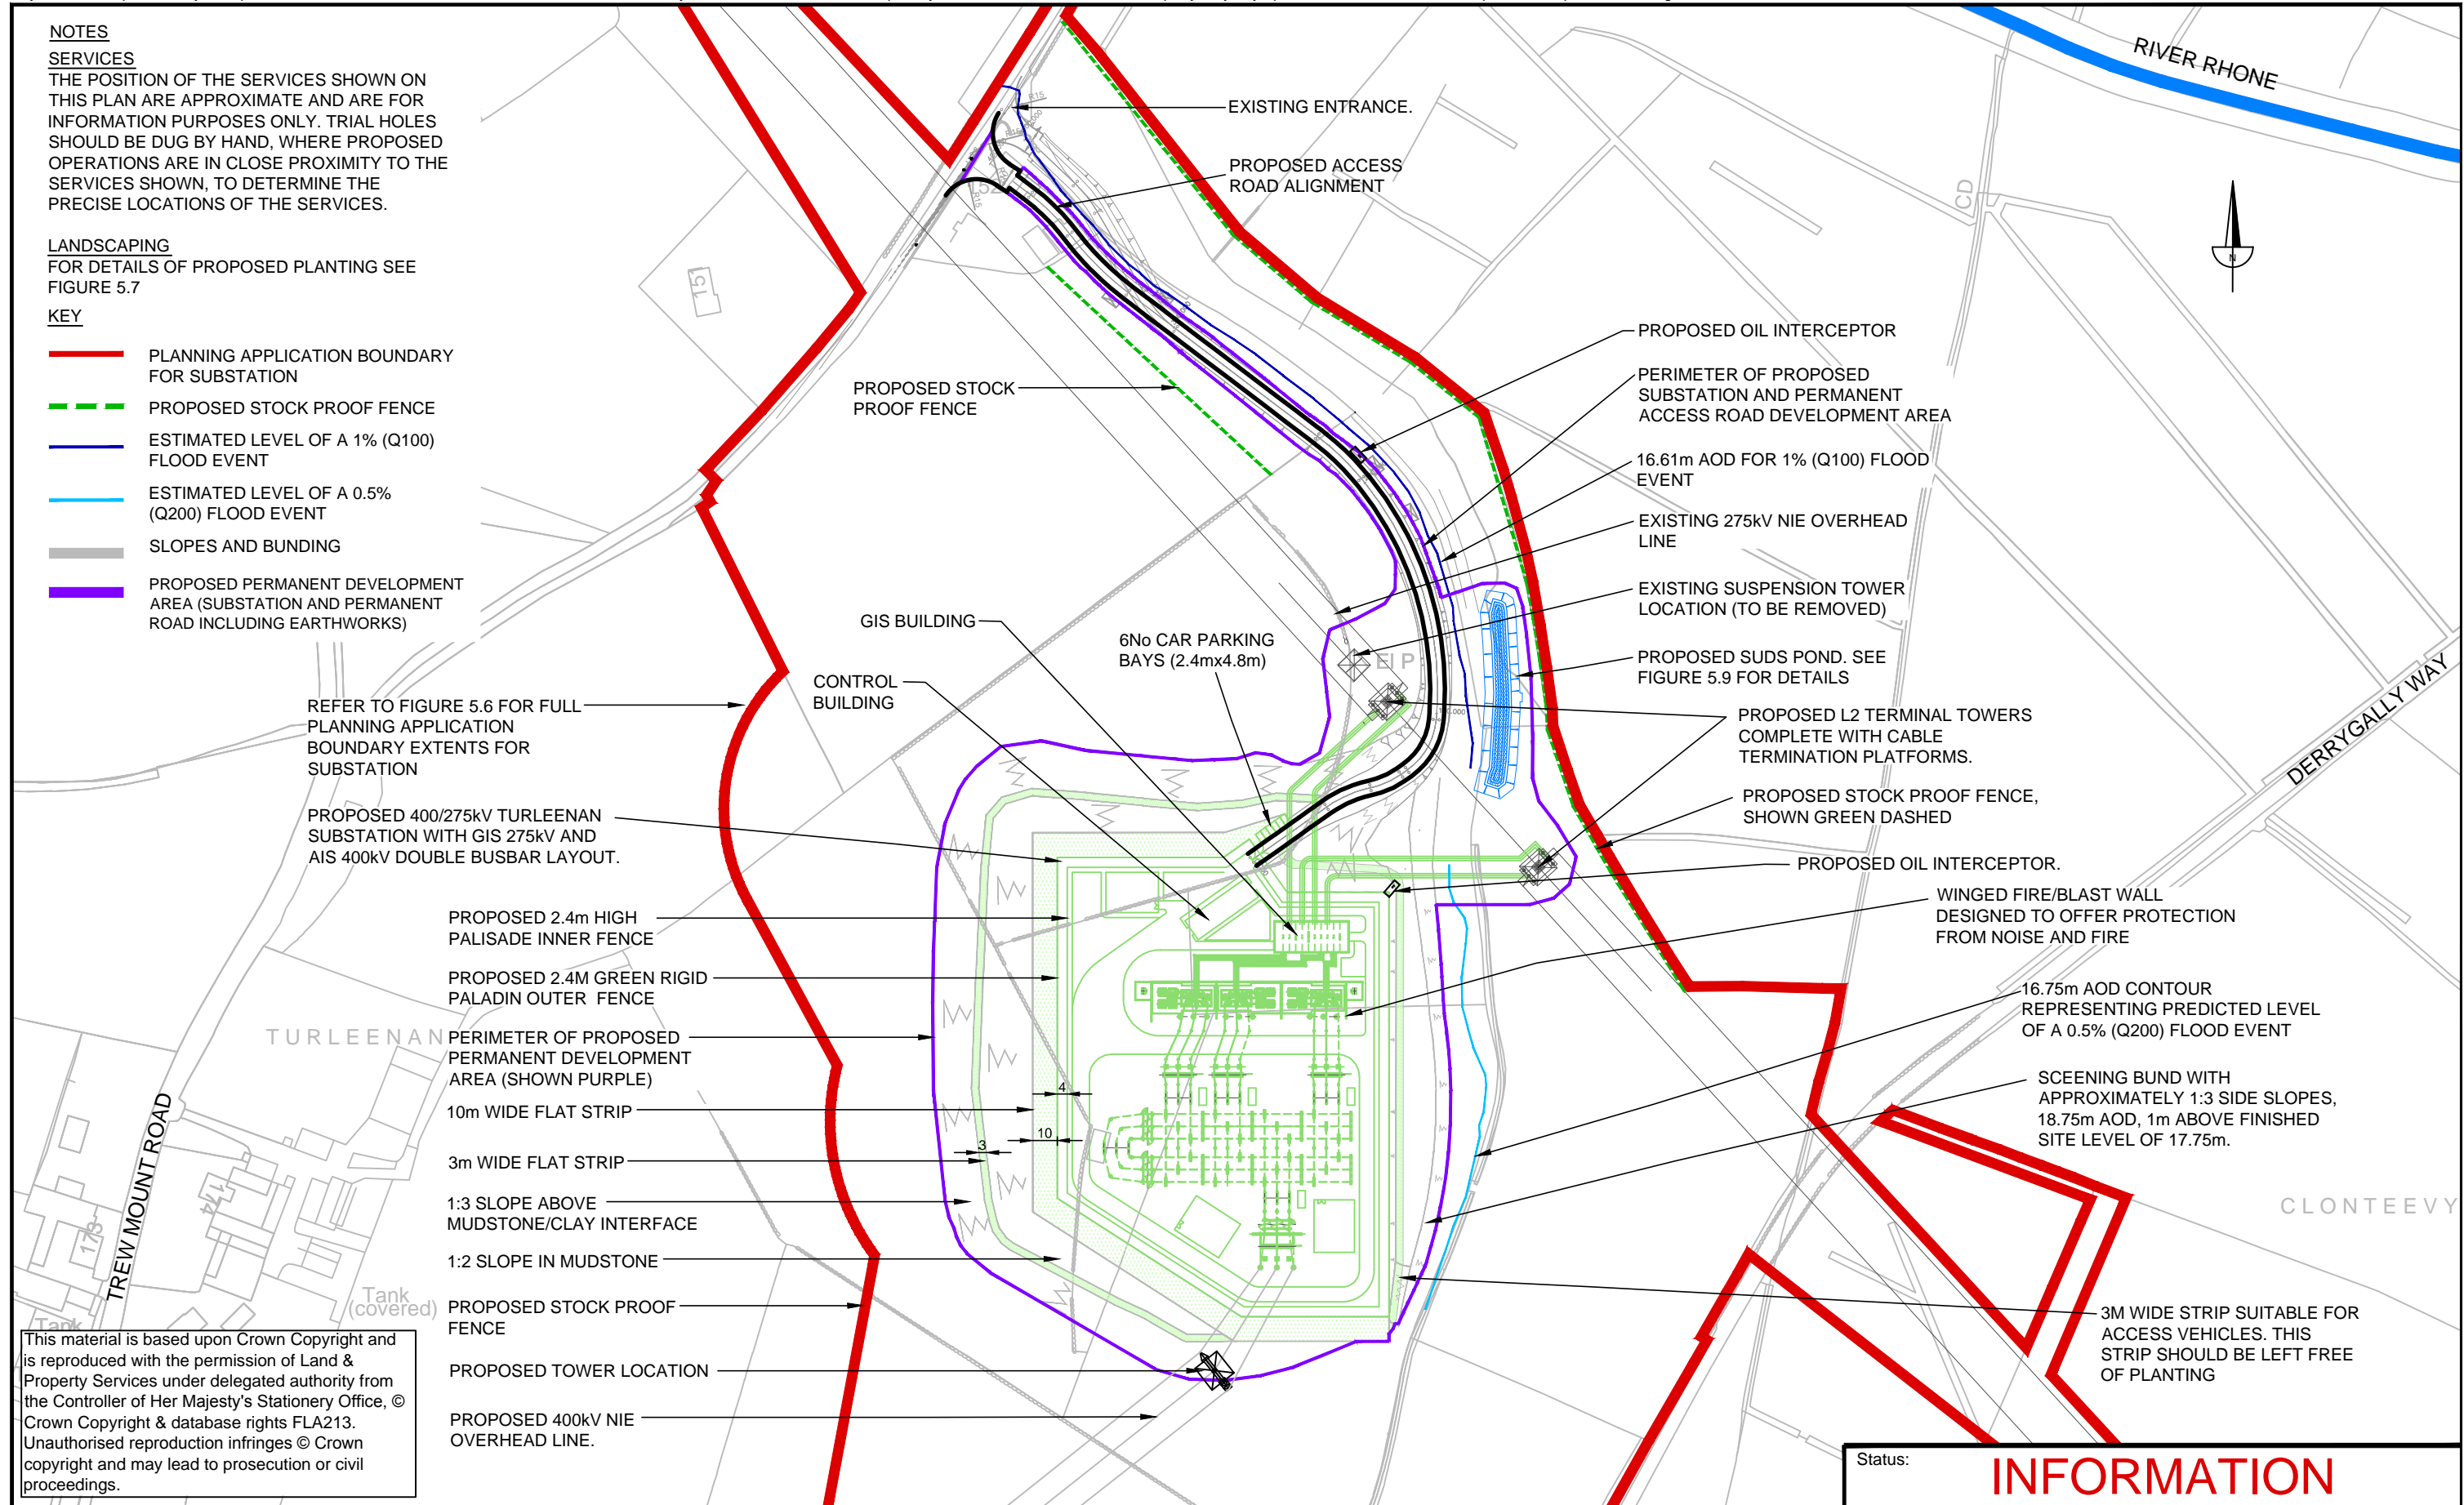 NOTES
SERVICES
THE POSITION OF THE SERVICES SHOWN ON
THIS PLAN ARE APPROXIMATE AND ARE FOR
INFORMATION PURPOSES ONLY. TRIAL HOLES
SHOULD BE DUG BY HAND, WHERE PROPOSED
OPERATIONS ARE IN CLOSE PROXIMITY TO THE
SERVICES SHOWN, TO DETERMINE THE
PRECISE LOCATIONS OF THE SERVICES.
LANDSCAPING
FOR DETAILS OF PROPOSED PLANTING SEE
FIGURE 5.7
KEY
PLANNING APPLICATION BOUNDARY
FOR SUBSTATION
PROPOSED STOCK PROOF FENCE
ESTIMATED LEVEL OF A 1% (Q100)
FLOOD EVENT
ESTIMATED LEVEL OF A 0.5%
(Q200) FLOOD EVENT
SLOPES AND BUNDING
PROPOSED PERMANENT DEVELOPMENT
AREA (SUBSTATION AND PERMANENT
ROAD INCLUDING EARTHWORKS)
REFER TO FIGURE 5.6 FOR FULL
PLANNING APPLICATION
BOUNDARY EXTENTS FOR
SUBSTATION
PROPOSED 400/275kV TURLEENAN
SUBSTATION WITH GIS 275kV AND
AIS 400kV DOUBLE BUSBAR LAYOUT.
PROPOSED 2.4m HIGH
PALISADE INNER FENCE
PROPOSED 2.4M GREEN RIGID
PALADIN OUTER FENCE
TURLEENAN
PERIMETER OF PROPOSED
PERMANENT DEVELOPMENT
AREA (SHOWN PURPLE)
10m WIDE FLAT STRIP
3m WIDE FLAT STRIP
1:3 SLOPE ABOVE
MUDSTONE/CLAY INTERFACE
1:2 SLOPE IN MUDSTONE
PROPOSED STOCK PROOF
FENCE
PROPOSED TOWER LOCATION
PROPOSED 400kV NIE
OVERHEAD LINE.
4
10
3
TREW MOUNT ROAD
173
174
Tank
(covered)
Tank
This material is based upon Crown Copyright and
is reproduced with the permission of Land &
Property Services under delegated authority from
the Controller of Her Majesty's Stationery Office, ©
Crown Copyright & database rights FLA213.
Unauthorised reproduction infringes © Crown
copyright and may lead to prosecution or civil
proceedings.
151
PROPOSED STOCK
PROOF FENCE
GIS BUILDING
CONTROL
BUILDING
6No CAR PARKING
BAYS (2.4mx4.8m)
EXISTING ENTRANCE.
R15
R15
PROPOSED ACCESS
ROAD ALIGNMENT
RIVER RHONE
CD
N
PROPOSED OIL INTERCEPTOR
PERIMETER OF PROPOSED
SUBSTATION AND PERMANENT
ACCESS ROAD DEVELOPMENT AREA
16.61m AOD FOR 1% (Q100) FLOOD
EVENT
EXISTING 275kV NIE OVERHEAD
LINE
EXISTING SUSPENSION TOWER
LOCATION (TO BE REMOVED)
El P
PROPOSED SUDS POND. SEE
FIGURE 5.9 FOR DETAILS
PROPOSED L2 TERMINAL TOWERS
COMPLETE WITH CABLE
TERMINATION PLATFORMS.
DERRYGALLY WAY
PROPOSED STOCK PROOF FENCE,
SHOWN GREEN DASHED
PROPOSED OIL INTERCEPTOR.
WINGED FIRE/BLAST WALL
DESIGNED TO OFFER PROTECTION
FROM NOISE AND FIRE
16.75m AOD CONTOUR
REPRESENTING PREDICTED LEVEL
OF A 0.5% (Q200) FLOOD EVENT
SCEENING BUND WITH
APPROXIMATELY 1:3 SIDE SLOPES,
18.75m AOD, 1m ABOVE FINISHED
SITE LEVEL OF 17.75m.
CLONTEEVY
3M WIDE STRIP SUITABLE FOR
ACCESS VEHICLES. THIS
STRIP SHOULD BE LEFT FREE
OF PLANTING
Status:
INFORMATION